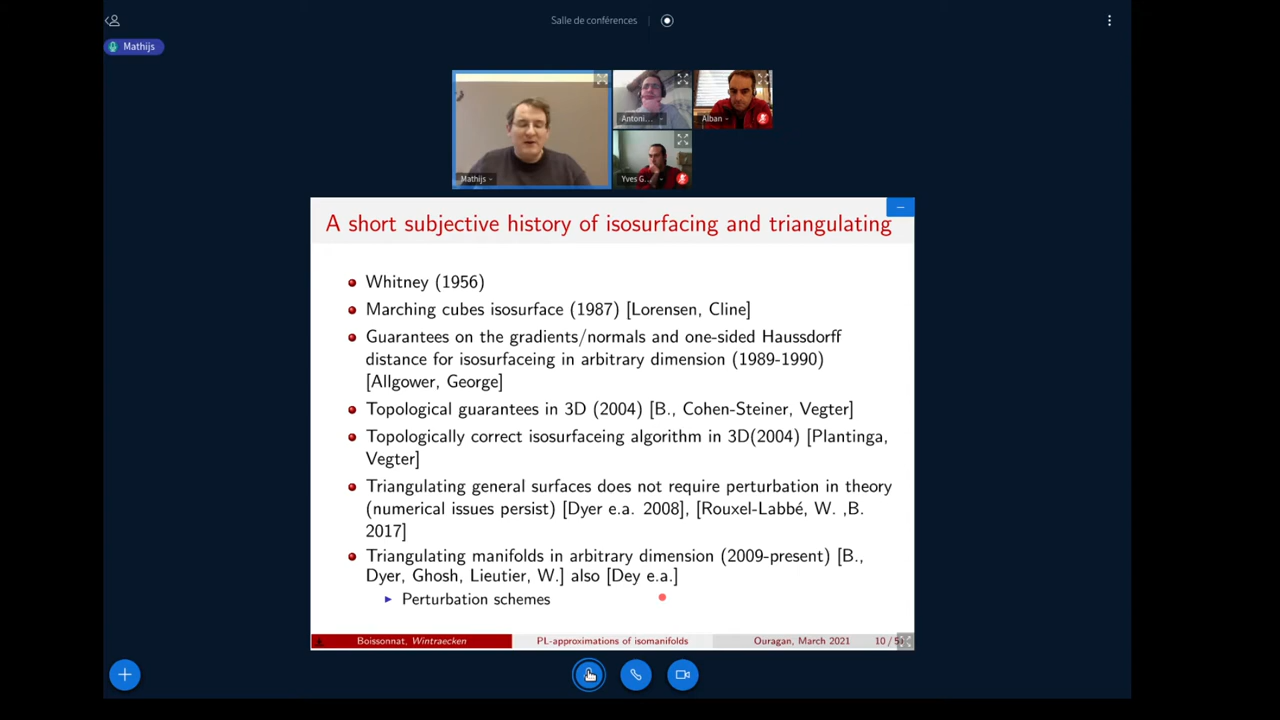 Salle de conférences
Mathijs
Mathijs
Antoni...
Alban
Yves G...
A short subjective history of isosurfacing and triangulating
Whitney (1956)
Marching cubes isosurface (1987) [Lorensen, Cline]
Guarantees on the gradients/normals and one-sided Haussdorff
distance for isosurfaceing in arbitrary dimension (1989-1990)
[Allgower, George]
Topological guarantees in 3D (2004) [B., Cohen-Steiner, Vegter]
Topologically correct isosurfaceing algorithm in 3D(2004) [Plantinga,
Vegter]
Triangulating general surfaces does not require perturbation in theory
(numerical issues persist) [Dyer e.a. 2008], [Rouxel-Labbé, W. ,B.
2017]
Triangulating manifolds in arbitrary dimension (2009-present) [B.,
Dyer, Ghosh, Lieutier, W.] also [Dey e.a.]
Perturbation schemes
Boissonnat, Wintraecken
PL-approximations of isomanifolds
Ouragan, March 2021
10 / 5